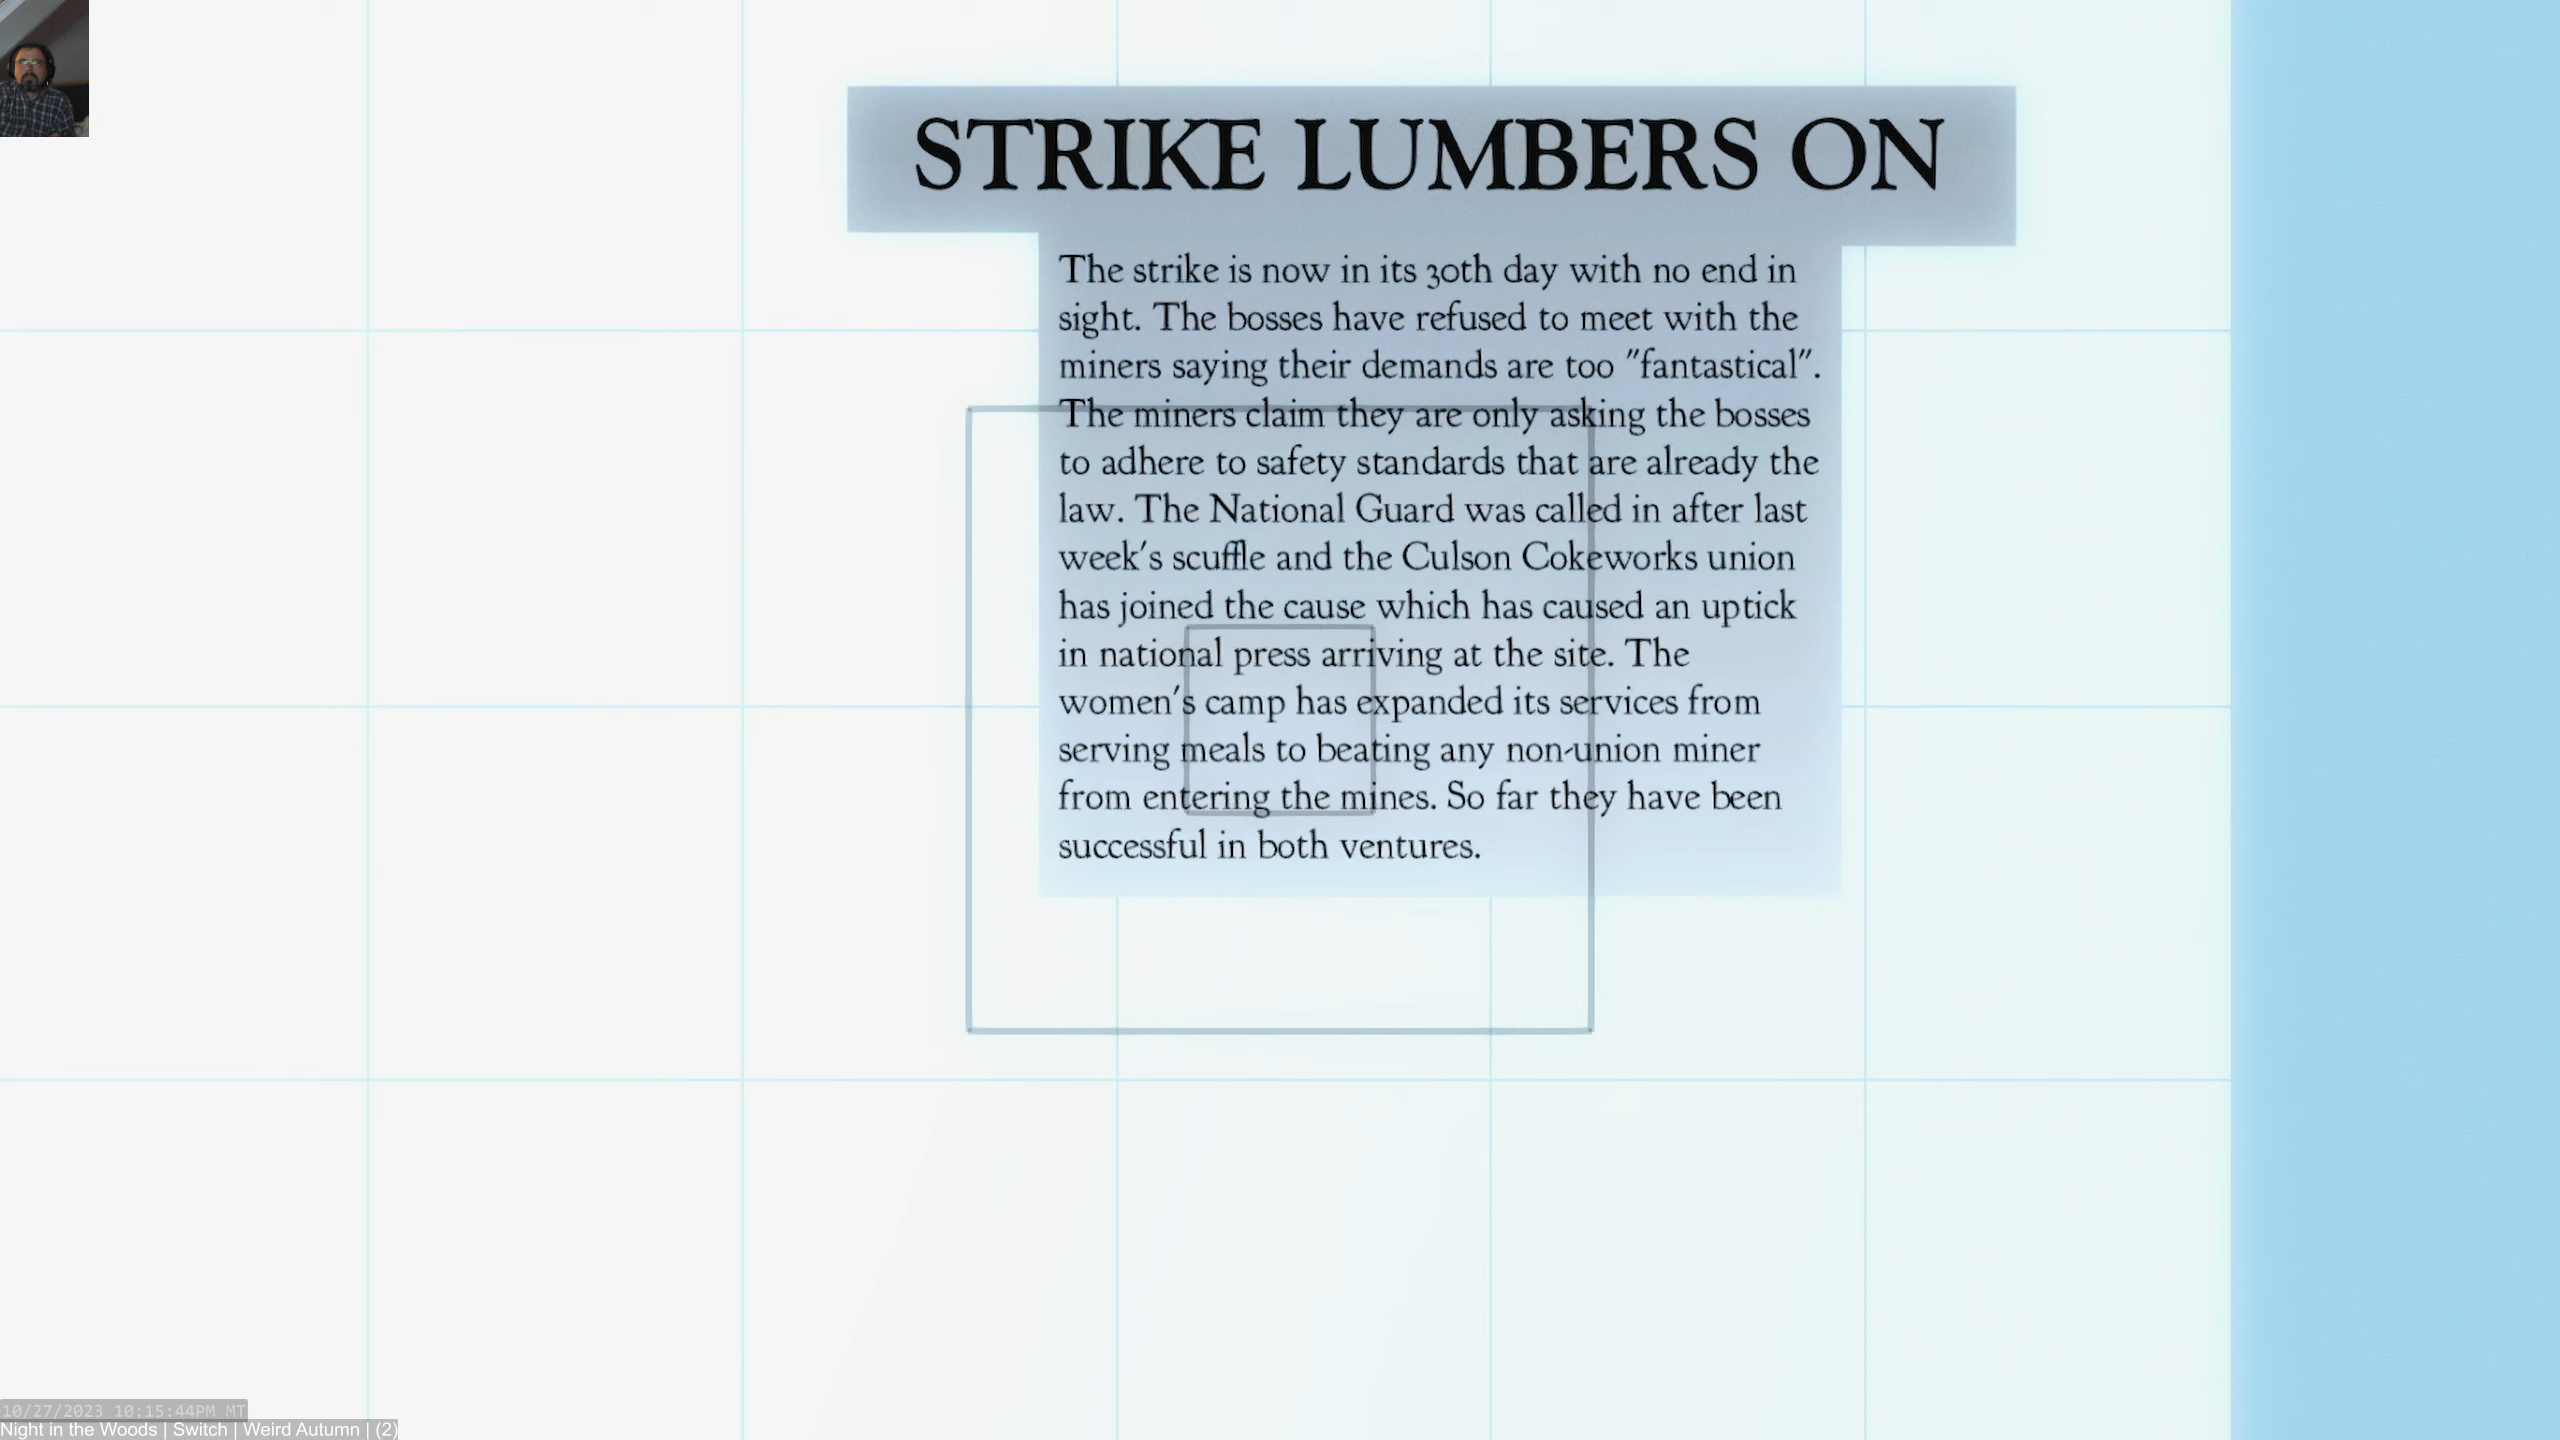 STRIKE LUMBERS ON
The strike is now in its 30th day with no end in
sight. The bosses have refused to meet with the
miners saying their demands are too "fantastical".
The miners claim they are only asking the bosses
to adhere to safety standards that are already the
law. The National Guard was called in after last
week's scuffle and the Culson Cokeworks union
has joined the cause which has caused an uptick
in national press arriving at the site. The
women's camp has expanded its services from
serving meals to beating any non-union miner
from entering the mines. So far they have been
successful in both ventures.
10/27/2023 10:15:44PM MT
Night in the Woods | Switch | Weird Autumn | (2)